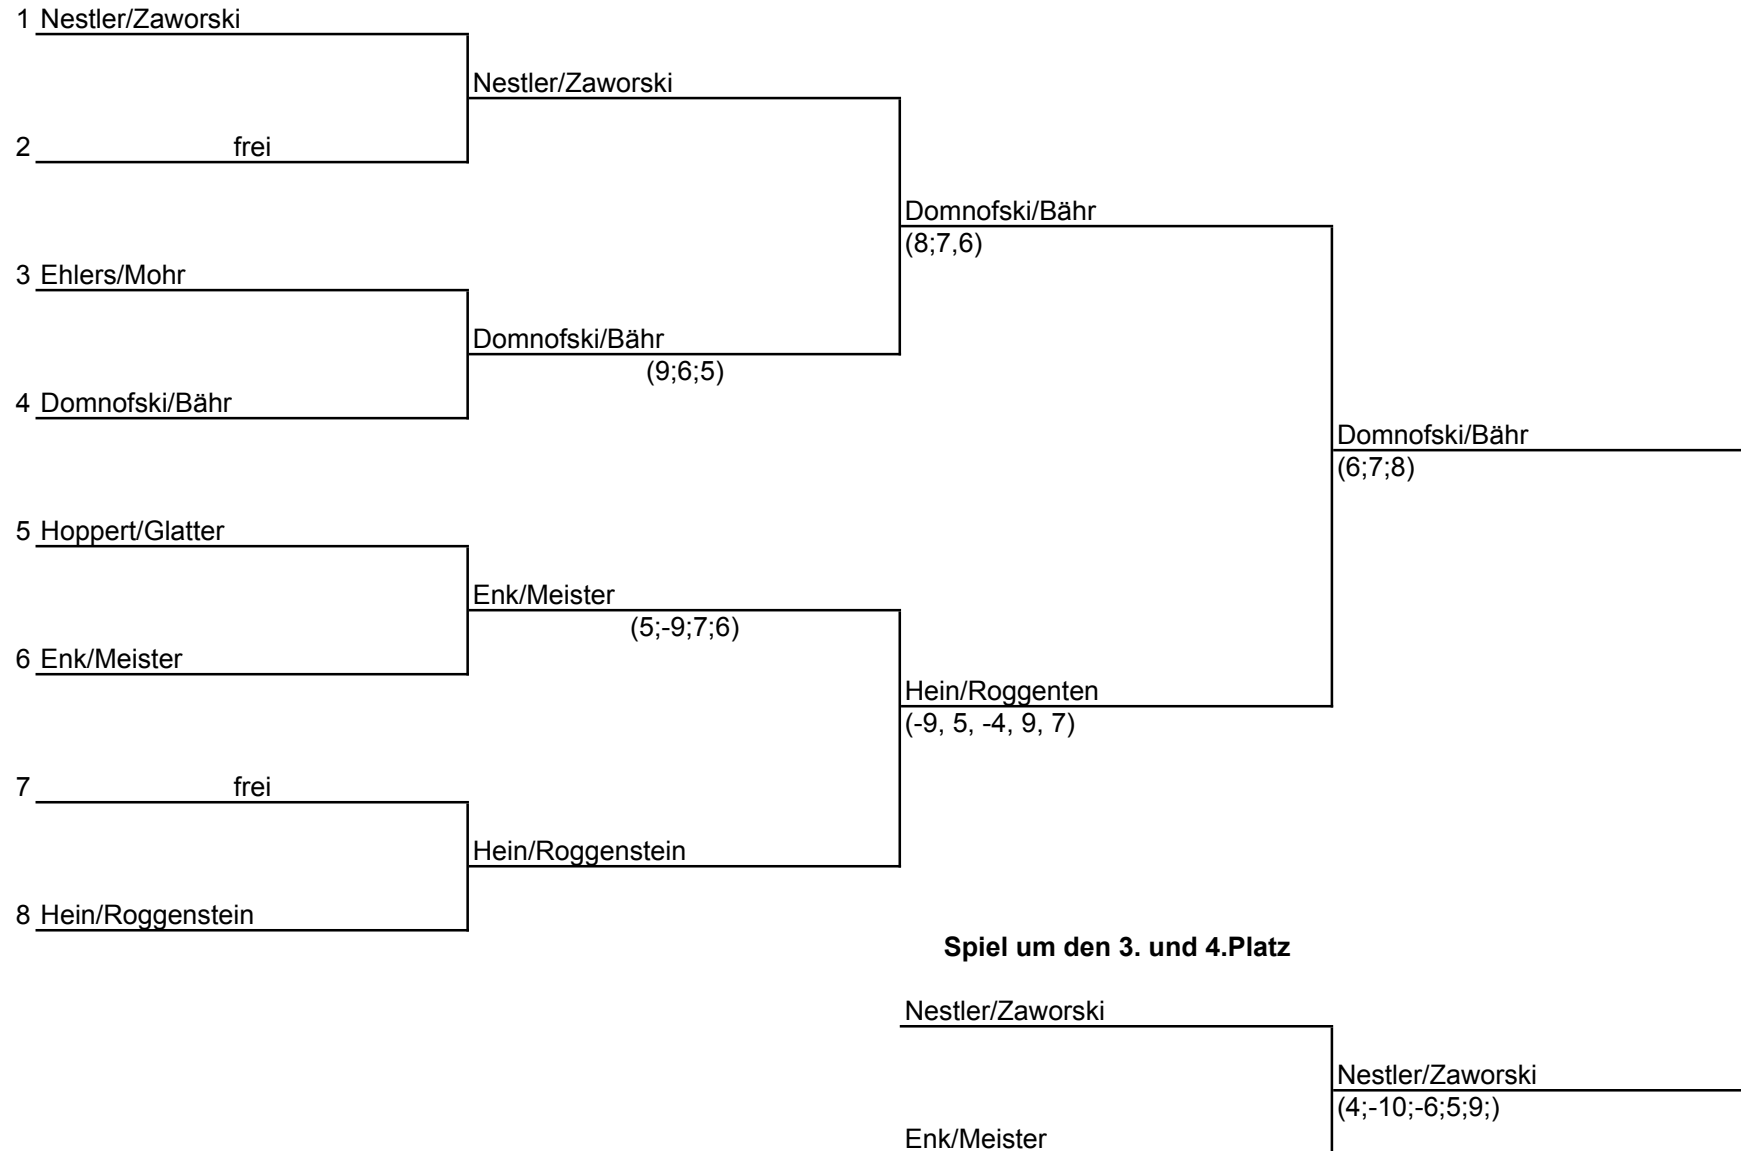 1 Nestler/Zaworski
Nestler/Zaworski
2 frei
Domnofski/Bähr
(8;7,6)
3 Ehlers/Mohr
Domnofski/Bähr
(9;6;5)
4 Domnofski/Bähr
Domnofski/Bähr
(6;7;8)
5 Hoppert/Glatter
Enk/Meister
(5;-9;7;6)
6 Enk/Meister
Hein/Roggenten
(-9, 5, -4, 9, 7)
7 frei
Hein/Roggenstein
8 Hein/Roggenstein
Spiel um den 3. und 4.Platz
Nestler/Zaworski
Nestler/Zaworski
(4;-10;-6;5;9;)
Enk/Meister